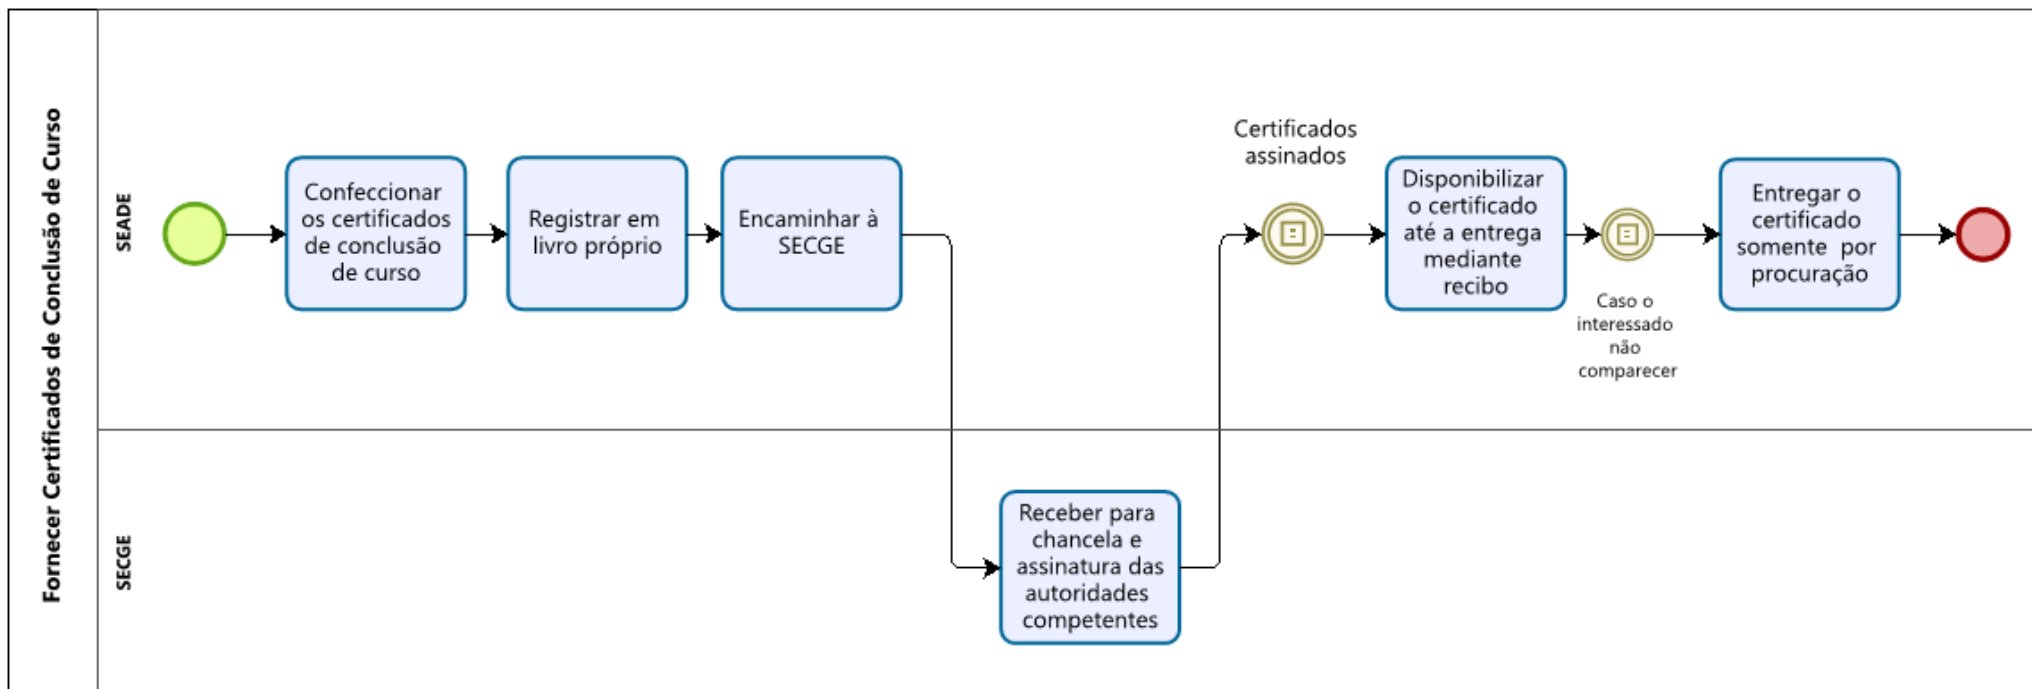 Fornecer Certificados de Conclusão de Curso
SEADE
Confeccionar
os certificados
de conclusão
de curso
Registrar em
livro próprio
Encaminhar à
SECGE
Certificados
assinados
Disponibilizar
o certificado
até a entrega
mediante
recibo
Caso o
interessado
não
comparecer
Entregar o
certificado
somente por
procuração
SECGE
Receber para
chancela e
assinatura das
autoridades
competentes